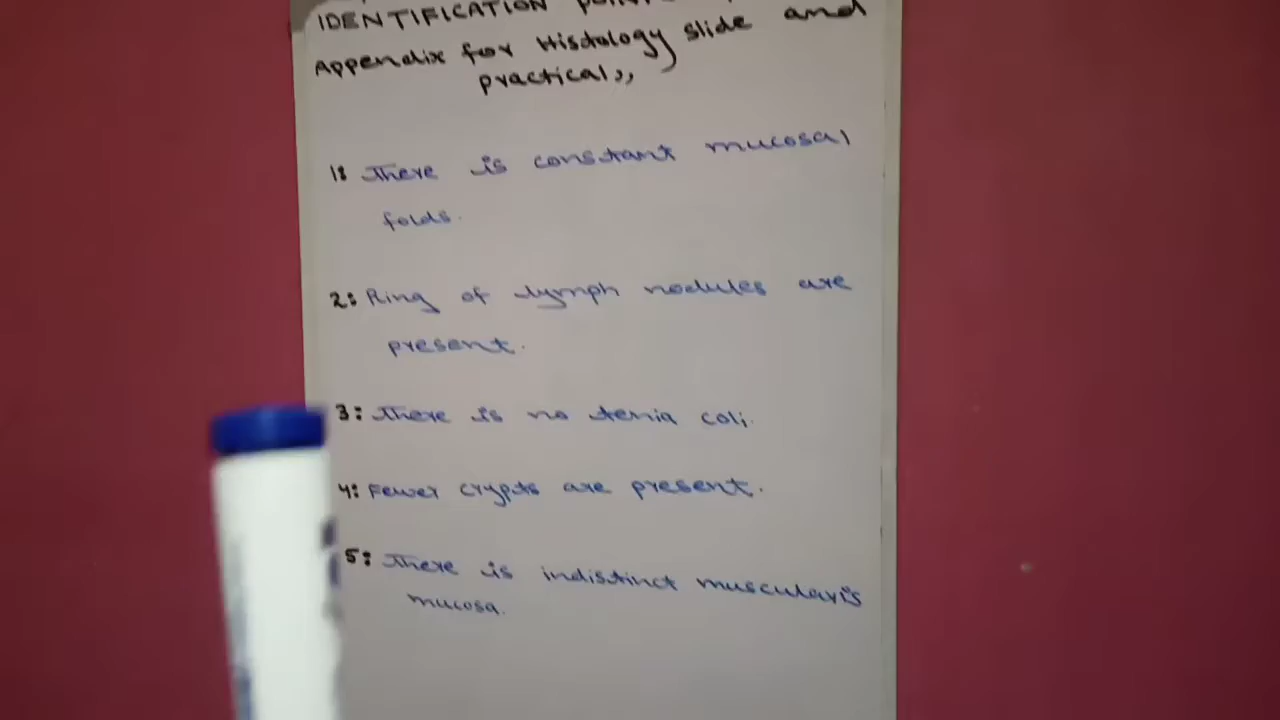 IDENTIFICATION
Appendix for Histology slide and
practical,,
1: There is constant mucosal
folds.
2: Ring of lymph nodules are
present.
3: There is no tenia coli.
4: Fewer crypts are present.
5: There is indistinct muscularis
mucosa.